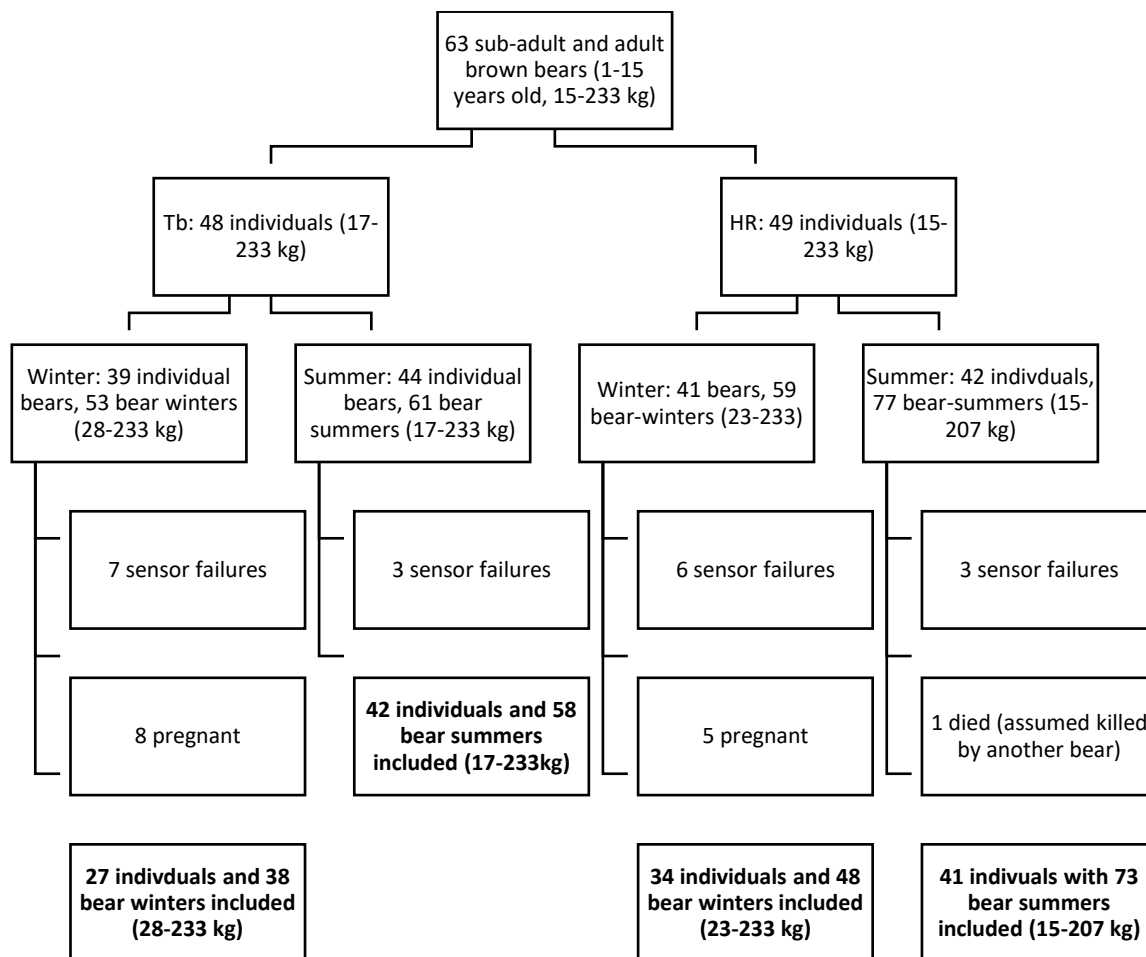 63 sub-adult and adult
brown bears (1-15
years old, 15-233 kg)
Tb: 48 individuals (17-
233 kg)
HR: 49 individuals (15-
233 kg)
Winter: 39 individual
bears, 53 bear winters
(28-233 kg)
Summer: 44 individual
bears, 61 bear
summers (17-233 kg)
Winter: 41 bears, 59
bear-winters (23-233)
Summer: 42 indivduals,
77 bear-summers (15-
207 kg)
7 sensor failures
3 sensor failures
6 sensor failures
3 sensor failures
8 pregnant
42 individuals and 58
bear summers
included (17-233kg)
5 pregnant
1 died (assumed killed
by another bear)
27 indivduals and 38
bear winters included
(28-233 kg)
34 individuals and 48
bear winters included
(23-233 kg)
41 indivuals with 73
bear summers
included (15-207 kg)